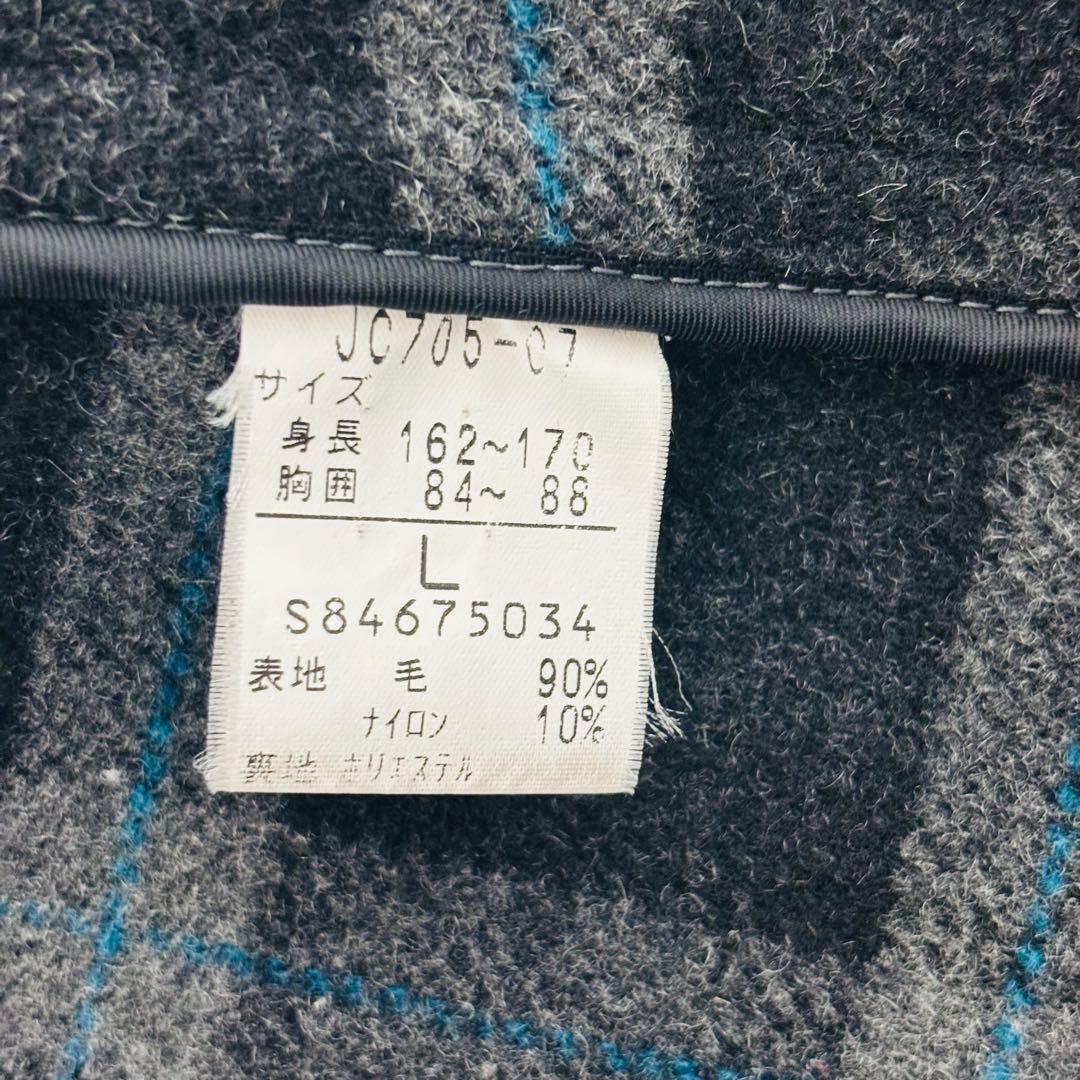 JC705-07
サイズ
身長 162~170
胸囲 84~ 88
L
S84675034
表地 毛 90%
ナイロン 10%
裏地 ポリエステル